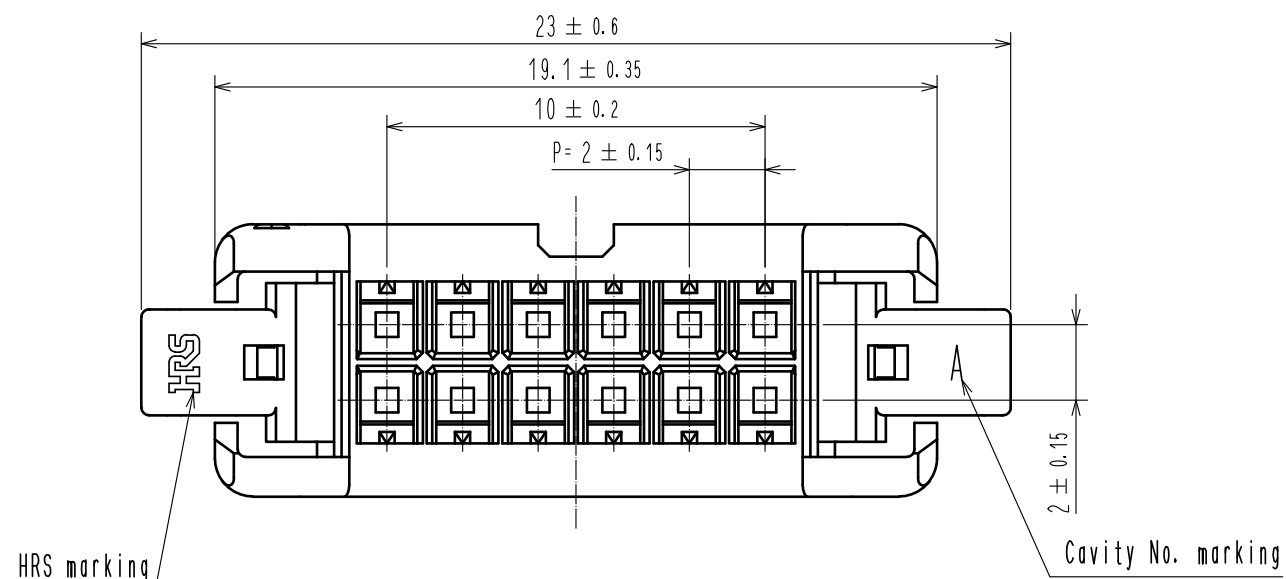 23 ± 0.6
19.1 ± 0.35
10 ± 0.2
P= 2 ± 0.15
HRS
A
2 ± 0.15
HRS marking
Cavity No. marking